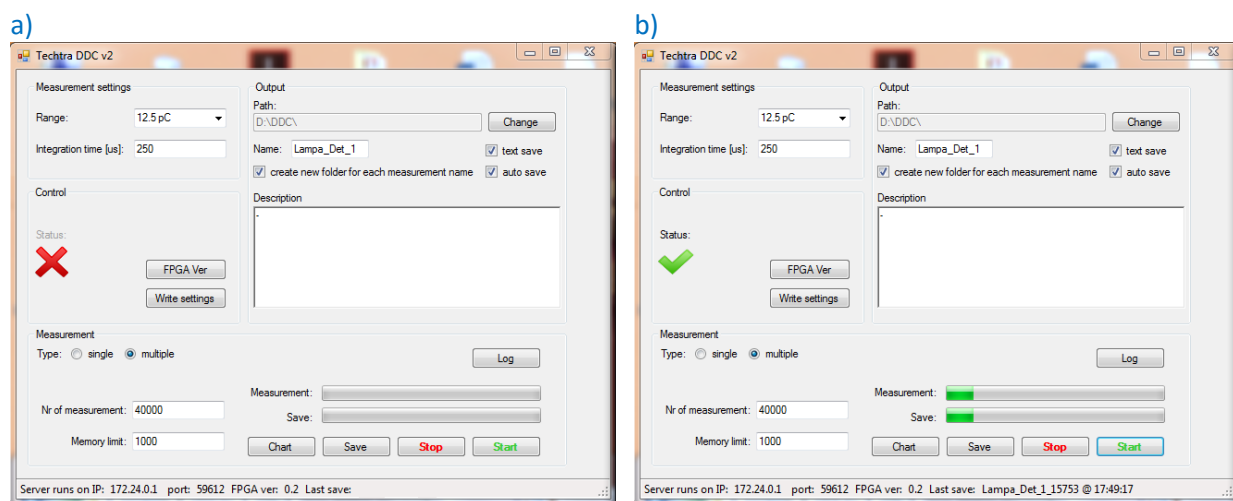 a)
Techtra DDC v2
Measurement settings
Range: 12.5 pC
Integration time [us]: 250
Output
Path:
D:\DDC\ Change
Name: Lampa_Det_1 text save
create new folder for each measurement name auto save
Control
Status:
FPGA Ver
Write settings
Description
-
Measurement
Type: single multiple
Log
Measurement:
Nr of measurement: 40000
Save:
Memory limit: 1000
Chart Save Stop Start
Server runs on IP: 172.24.0.1 port: 59612 FPGA ver: 0.2 Last save:
b)
Techtra DDC v2
Measurement settings
Range: 12.5 pC
Integration time [us]: 250
Output
Path:
D:\DDC\ Change
Name: Lampa_Det_1 text save
create new folder for each measurement name auto save
Control
Status:
FPGA Ver
Write settings
Description
-
Measurement
Type: single multiple
Log
Measurement:
Nr of measurement: 40000
Save:
Memory limit: 1000
Chart Save Stop Start
Server runs on IP: 172.24.0.1 port: 59612 FPGA ver: 0.2 Last save: Lampa_Det_1_15753 @ 17:49:17